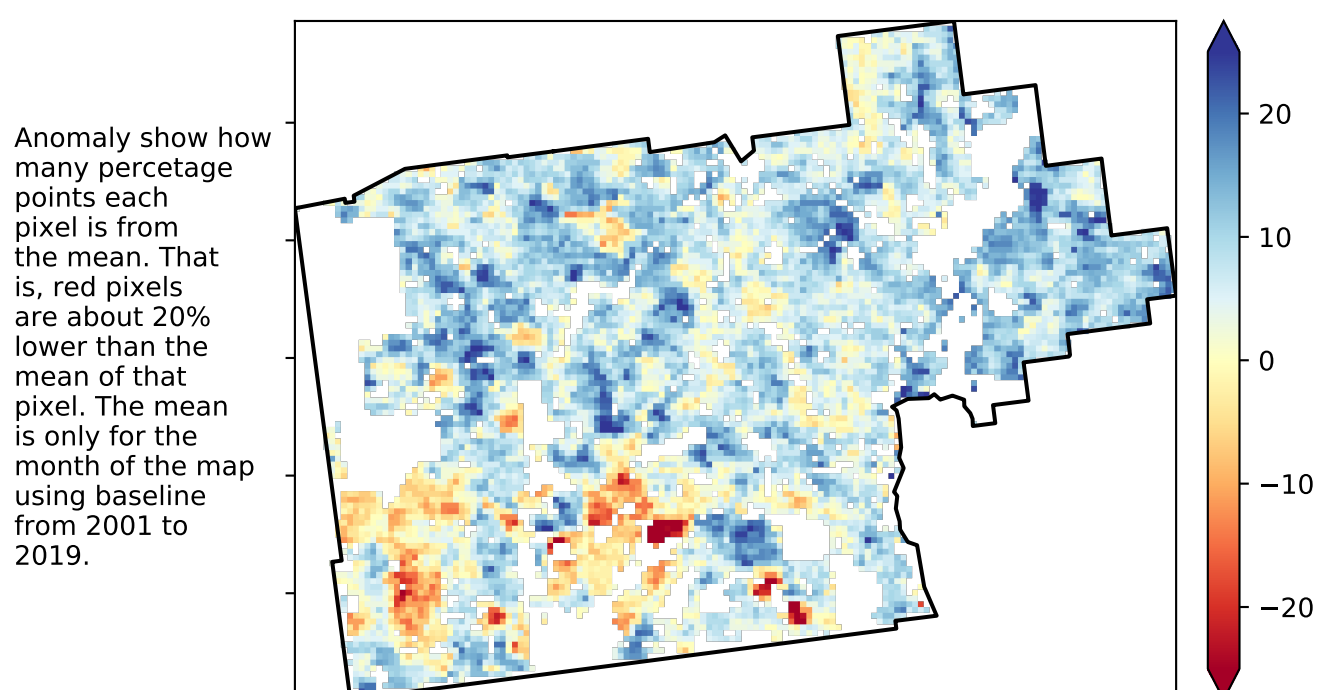 Anomaly show how
many percetage
points each
pixel is from
the mean. That
is, red pixels
are about 20%
lower than the
mean of that
pixel. The mean
is only for the
month of the map
using baseline
from 2001 to
2019.
20
10
0
−10
−20